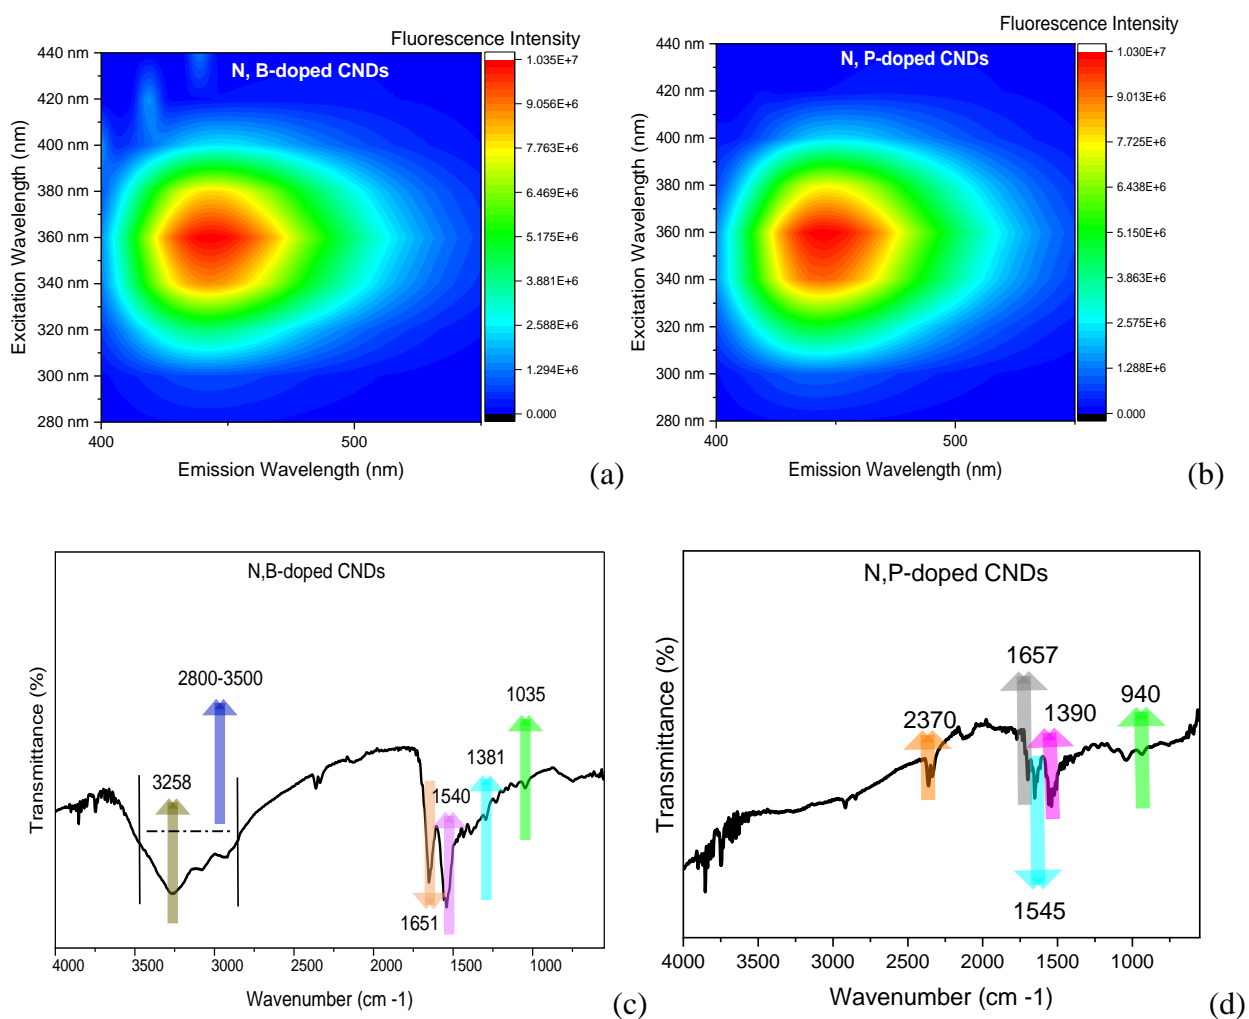 Fluorescence Intensity
N, B-doped CNDs
440 nm
420 nm
400 nm
380 nm
360 nm
340 nm
320 nm
300 nm
280 nm
Excitation Wavelength (nm)
400
500
Emission Wavelength (nm)
1.035E+7
9.056E+6
7.763E+6
6.469E+6
5.175E+6
3.881E+6
2.588E+6
1.294E+6
0.000
(a)
Fluorescence Intensity
N, P-doped CNDs
440 nm
420 nm
400 nm
380 nm
360 nm
340 nm
320 nm
300 nm
280 nm
Excitation Wavelength (nm)
400
500
Emission Wavelength (nm)
1.030E+7
9.013E+6
7.725E+6
6.438E+6
5.150E+6
3.863E+6
2.575E+6
1.288E+6
0.000
(b)
N,B-doped CNDs
Transmittance (%)
2800-3500
3258
1651
1540
1381
1035
4000 3500 3000 2500 2000 1500 1000
Wavenumber (cm -1)
(c)
N,P-doped CNDs
Transmittance (%)
2370
1657
1545
1390
940
4000 3500 3000 2500 2000 1500 1000
Wavenumber (cm -1)
(d)